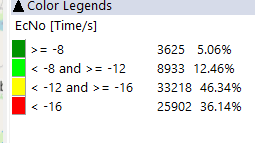 Color Legends
EcNo [Time/s]
>= -8 3625 5.06%
< -8 and >= -12 8933 12.46%
< -12 and >= -16 33218 46.34%
< -16 25902 36.14%